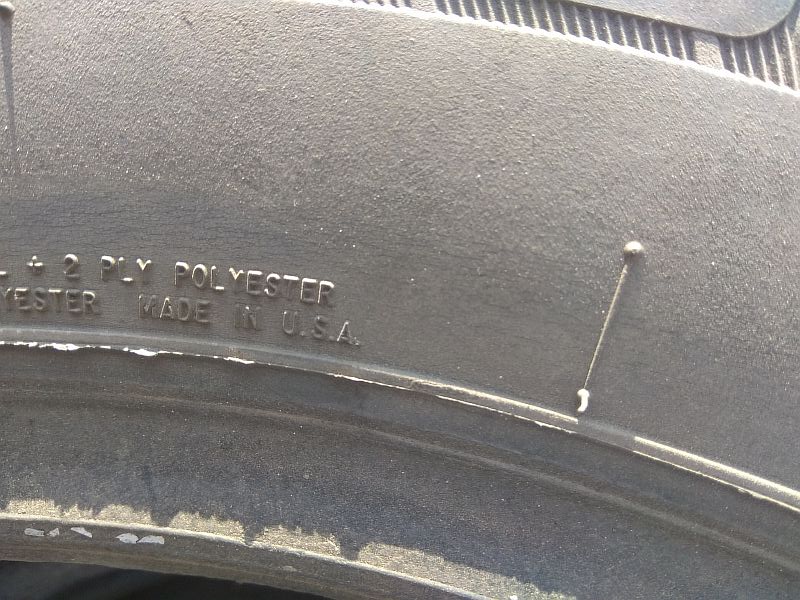 L + 2 PLY POLYESTER
YESTER MADE IN U.S.A.